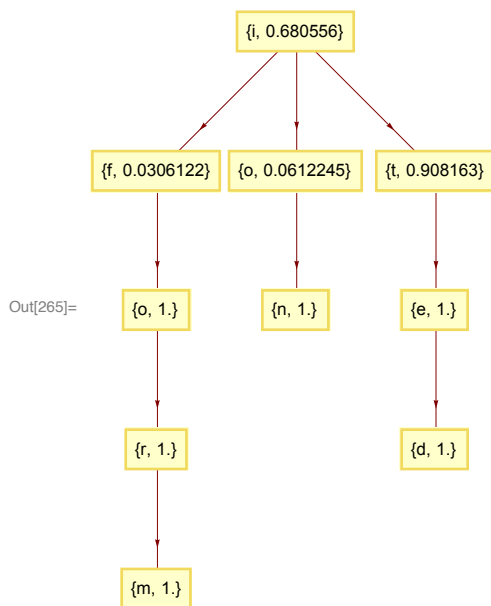 {i, 0.680556}
{f, 0.0306122} {o, 0.0612245} {t, 0.908163}
Out[265]= {o, 1.} {n, 1.} {e, 1.}
{r, 1.} {d, 1.}
{m, 1.}